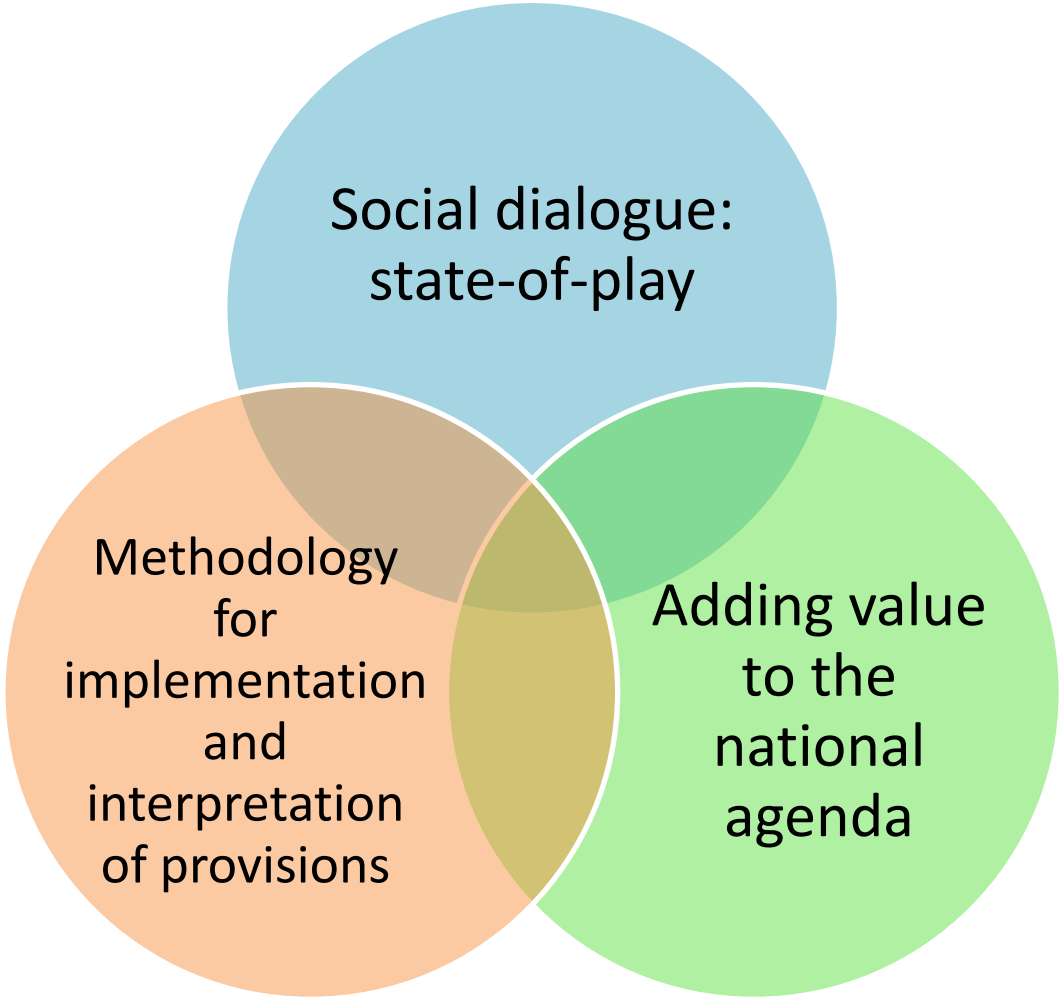 Social dialogue:
state-of-play
Methodology
for
implementation
and
interpretation
of provisions
Adding value
to the
national
agenda